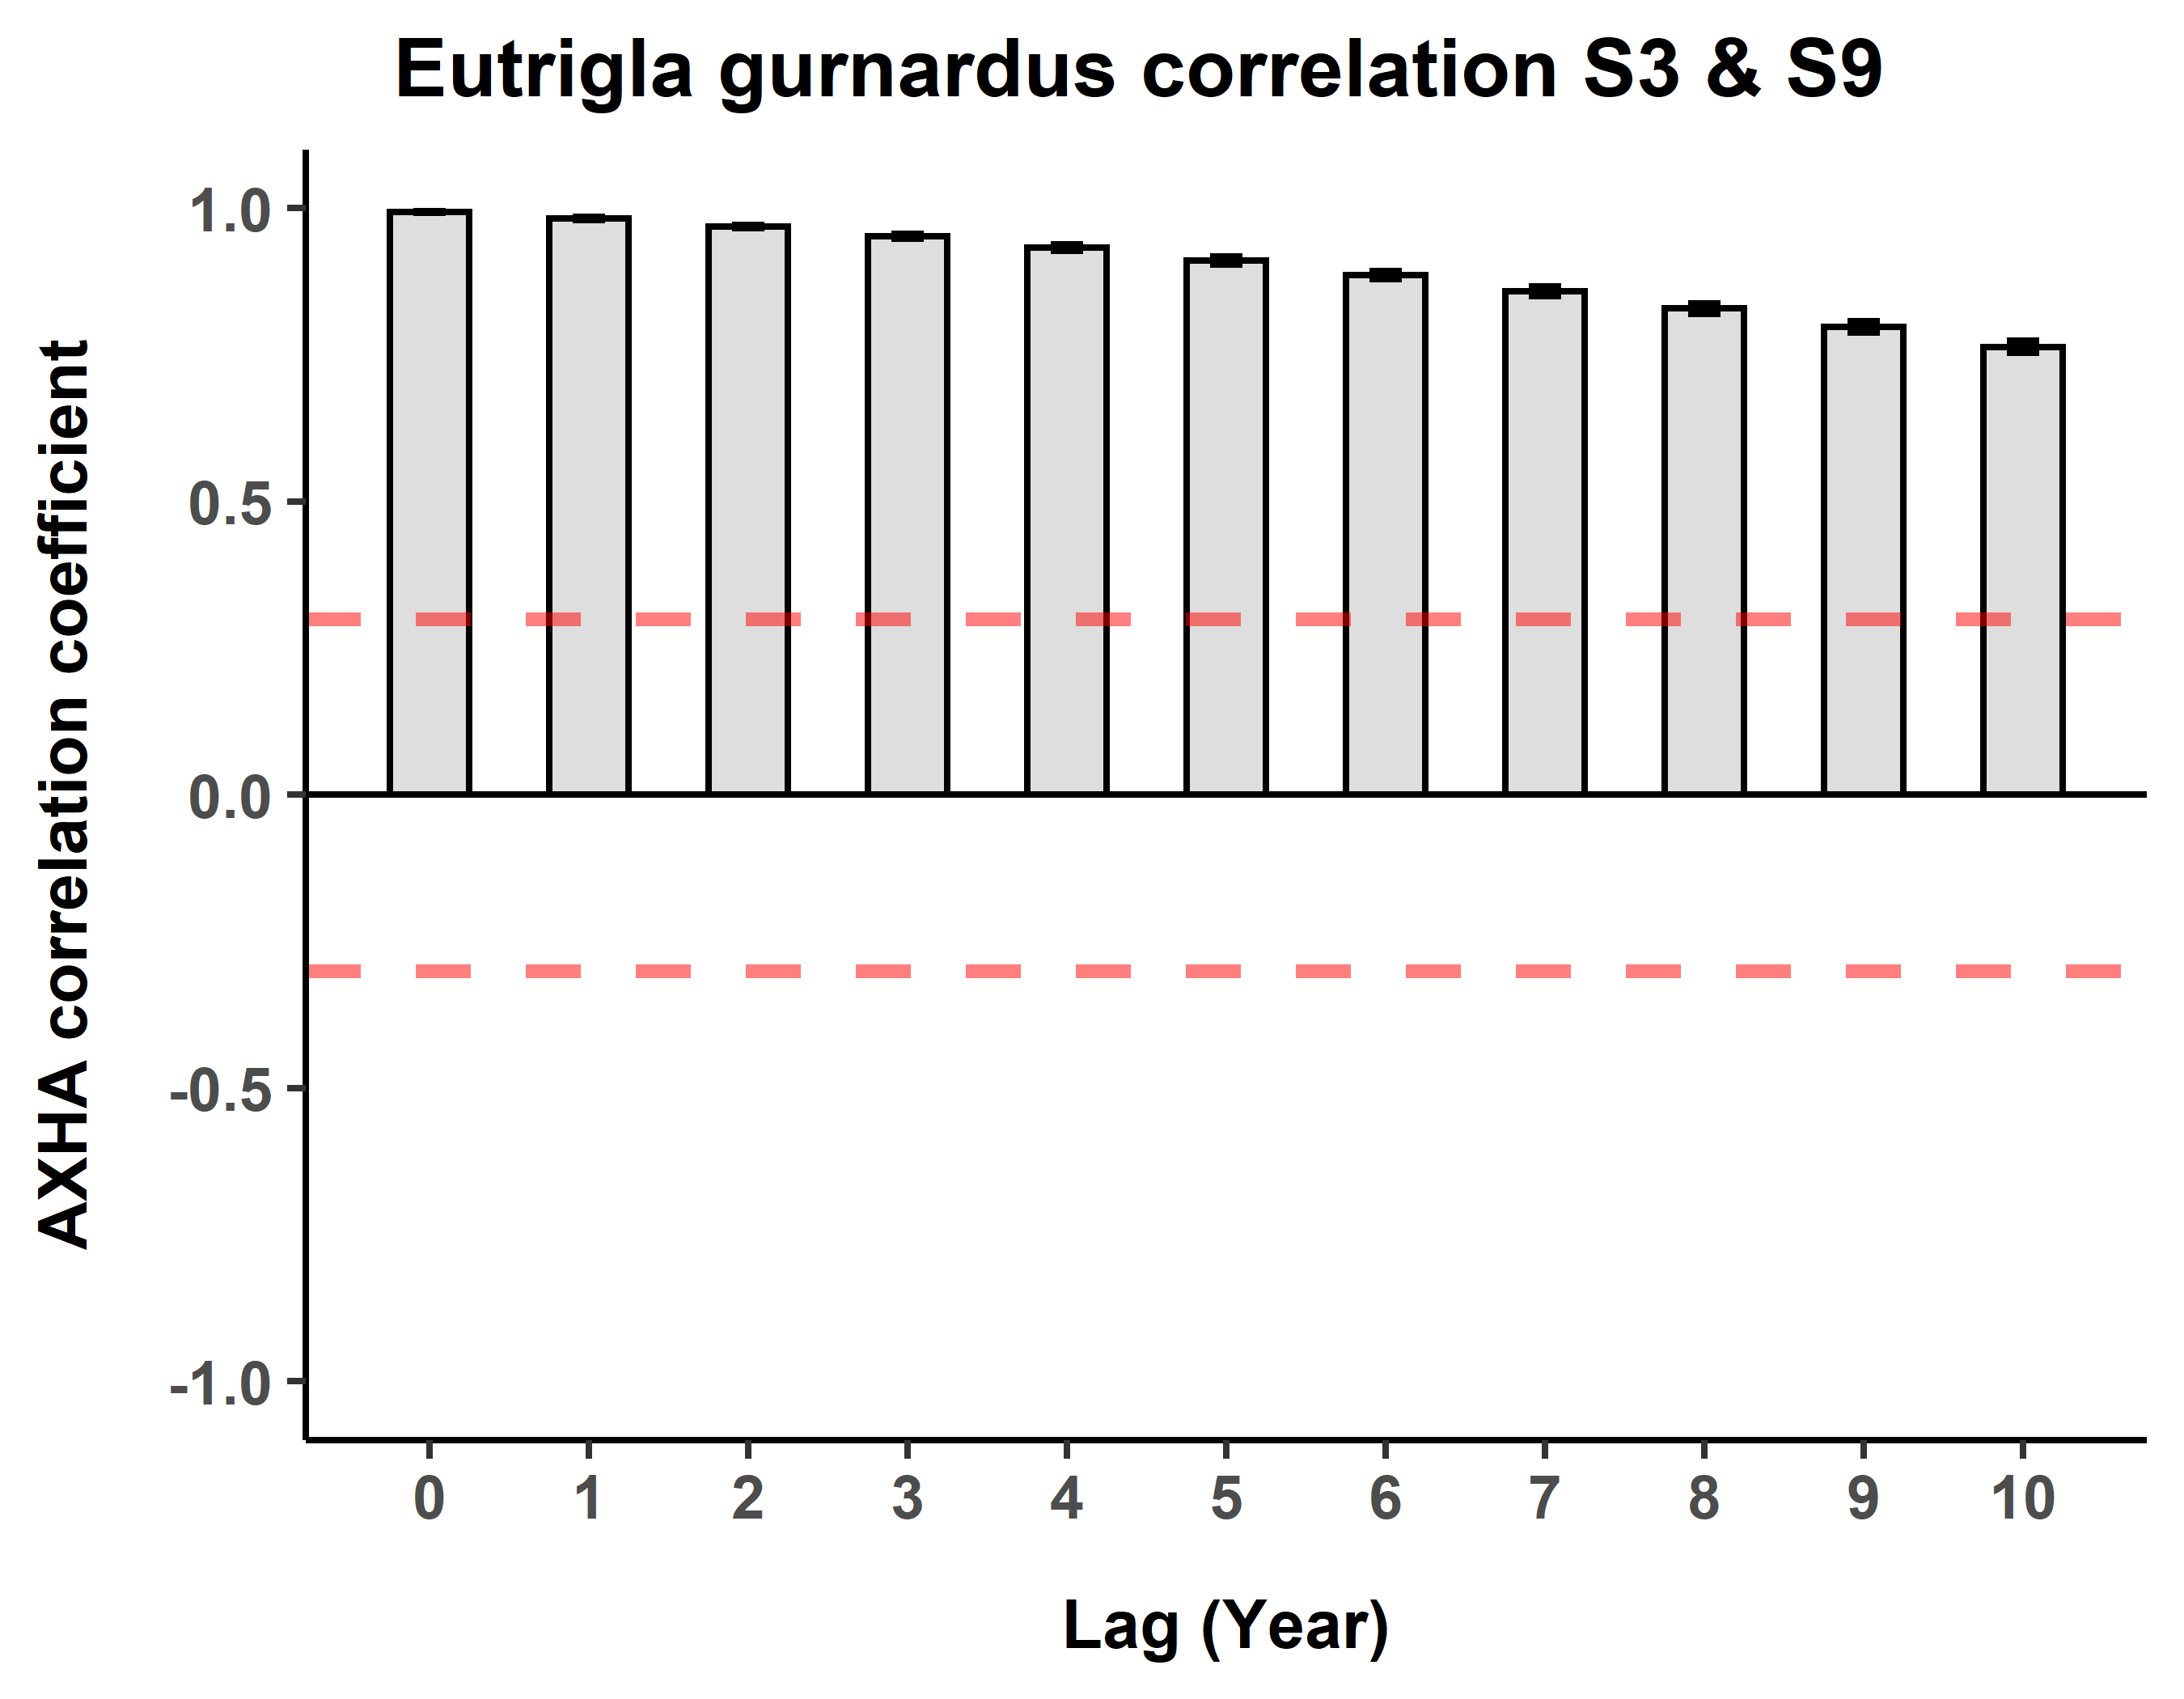 Eutrigla gurnardus correlation S3 & S9
AXHA correlation coefficient
1.0
0.5
0.0
-0.5
-1.0
0 1 2 3 4 5 6 7 8 9 10
Lag (Year)